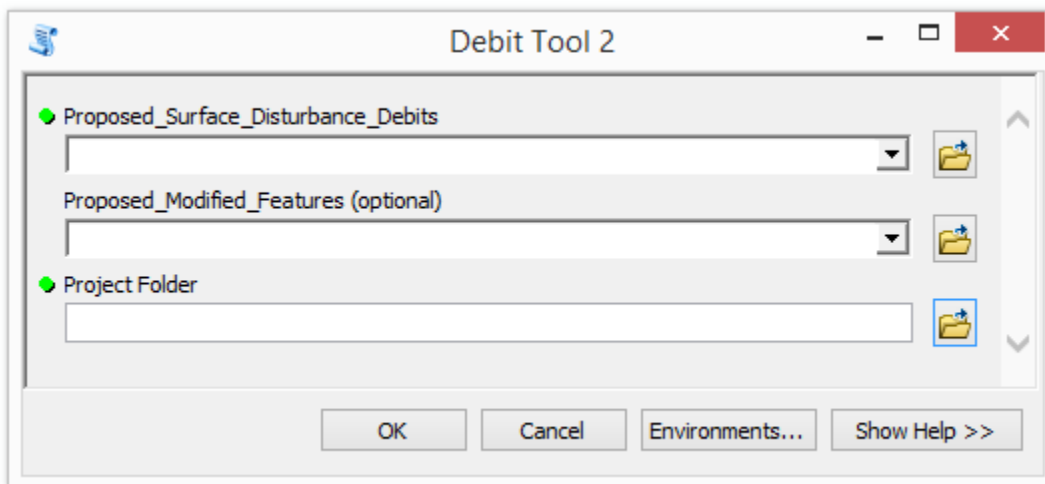 Debit Tool 2
Proposed_Surface_Disturbance_Debits
Proposed_Modified_Features (optional)
Project Folder
OK Cancel Environments... Show Help >>